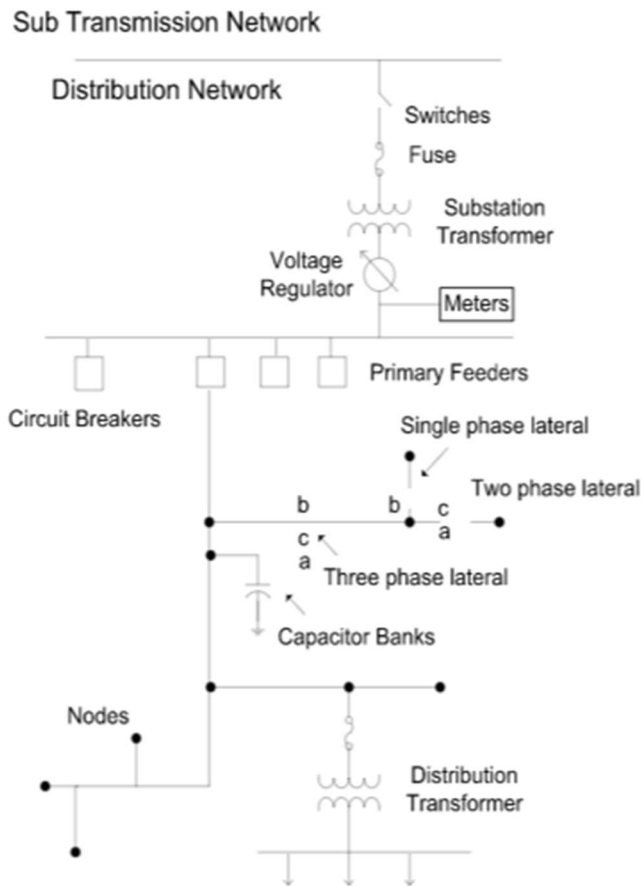 Sub Transmission Network
Distribution Network
Switches
Fuse
Substation
Transformer
Voltage
Regulator
Meters
Primary Feeders
Circuit Breakers
Single phase lateral
Two phase lateral
b
b
c
a
c
a
Three phase lateral
Capacitor Banks
Nodes
Distribution
Transformer